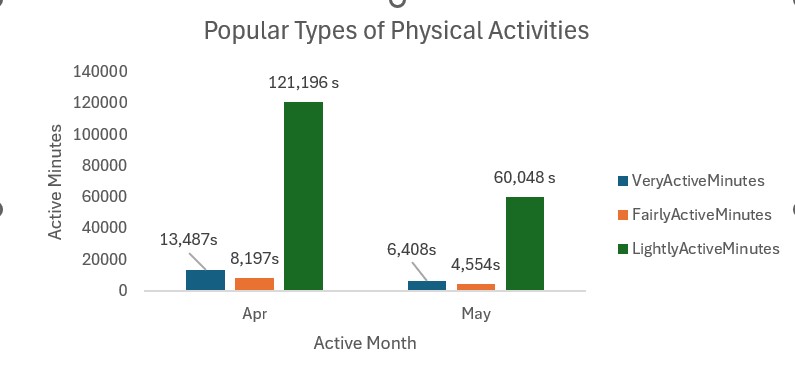 Popular Types of Physical Activities
140000
120000
100000
80000
60000
40000
20000
0
Active Minutes
121,196 s
13,487s
8,197s
60,048 s
6,408s
4,554s
Apr
May
Active Month
VeryActiveMinutes
FairlyActiveMinutes
LightlyActiveMinutes